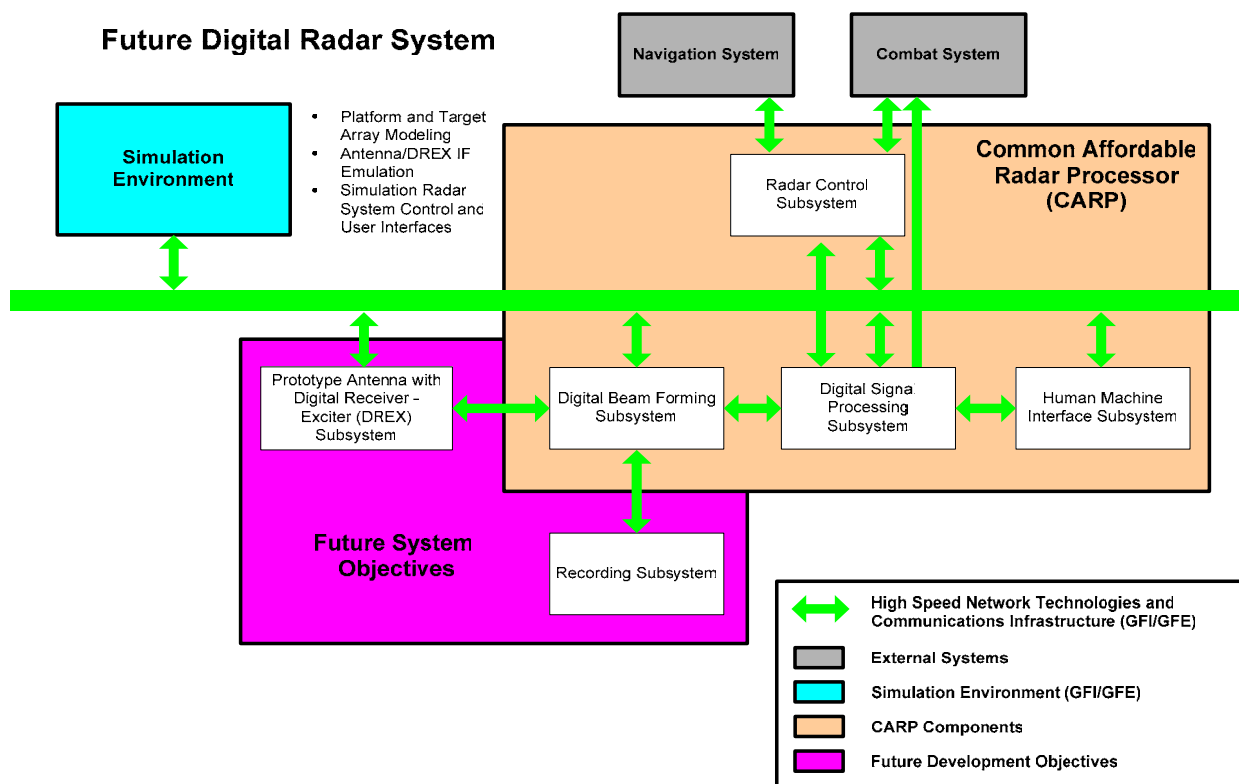 Future Digital Radar System
Navigation System
Combat System
Simulation
Environment
• Platform and Target
Array Modeling
• Antenna/DREX IF
Emulation
• Simulation Radar
System Control and
User Interfaces
Common Affordable
Radar Processor
(CARP)
Radar Control
Subsystem
Prototype Antenna with
Digital Receiver -
Exciter (DREX)
Subsystem
Digital Beam Forming
Subsystem
Digital Signal
Processing
Subsystem
Human Machine
Interface Subsystem
Future System
Objectives
Recording Subsystem
High Speed Network Technologies and
Communications Infrastructure (GFI/GFE)
External Systems
Simulation Environment (GFI/GFE)
CARP Components
Future Development Objectives